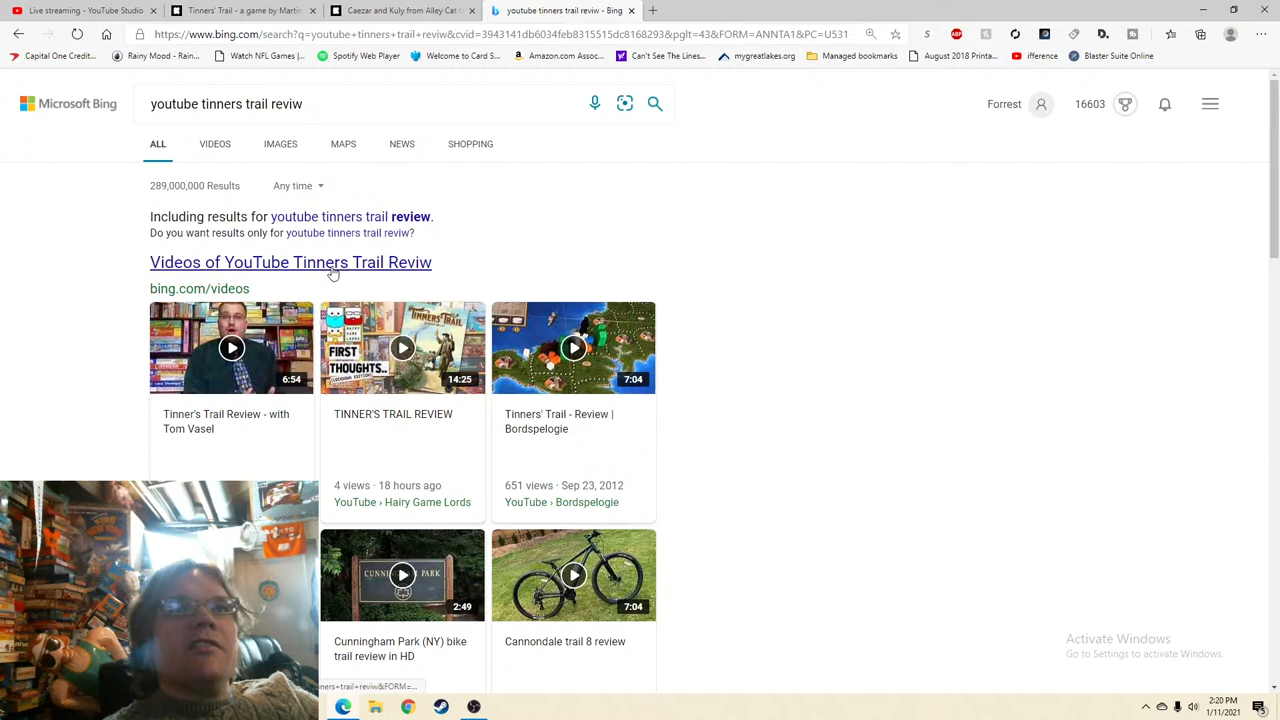 Live streaming - YouTube Studio
Tinners' Trail - a game by Martin
Caezar and Kuly from Alley Cat
youtube tinners trail reviw - Bing
https://www.bing.com/search?q=youtube+tinners+trail+reviw&cvid=3943141db6034feb8315515dc8168293&pglt=43&FORM=ANNTA1&PC=U531
Capital One Credit...
Rainy Mood - Rain...
Watch NFL Games |...
Spotify Web Player
Welcome to Card S...
Amazon.com Assoc...
Can't See The Lines...
mygreatlakes.org
Managed bookmarks
August 2018 Printa...
ifference
Blaster Suite Online
Microsoft Bing
youtube tinners trail reviw
Forrest
16603
ALL
VIDEOS
IMAGES
MAPS
NEWS
SHOPPING
289,000,000 Results
Any time
Including results for youtube tinners trail review.
Do you want results only for youtube tinners trail reviw?
Videos of YouTube Tinners Trail Reviw
bing.com/videos
6:54
FIRST
THOUGHTS..
TINNERS' TRAIL
14:25
7:04
Tinner's Trail Review - with
Tom Vasel
TINNER'S TRAIL REVIEW
4 views · 18 hours ago
YouTube › Hairy Game Lords
Tinners' Trail - Review |
Bordspelogie
651 views · Sep 23, 2012
YouTube › Bordspelogie
CUNNINGHAM PARK
2:49
7:04
Cunningham Park (NY) bike
trail review in HD
Cannondale trail 8 review
Activate Windows
Go to Settings to activate Windows.
ners+trail+reviw&FORM=...
2:20 PM
1/11/2021